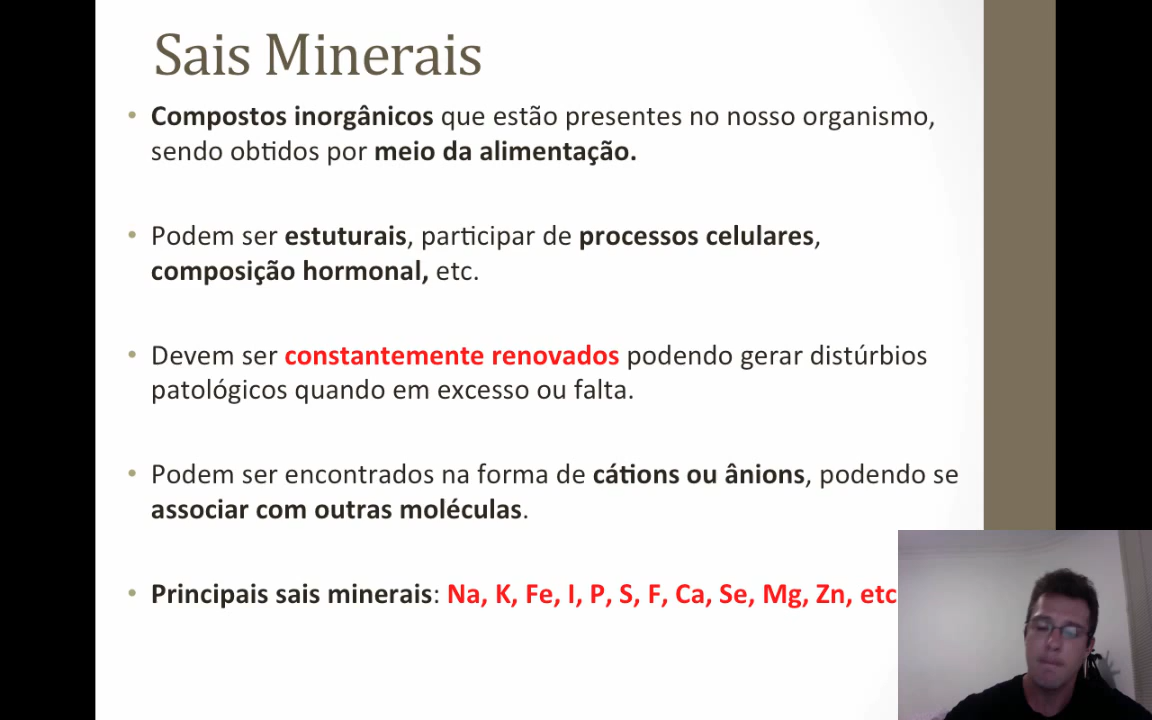 Sais Minerais
• Compostos inorgânicos que estão presentes no nosso organismo,
sendo obtidos por meio da alimentação.
• Podem ser estuturais, participar de processos celulares,
composição hormonal, etc.
• Devem ser constantemente renovados podendo gerar distúrbios
patológicos quando em excesso ou falta.
• Podem ser encontrados na forma de cátions ou ânions, podendo se
associar com outras moléculas.
• Principais sais minerais: Na, K, Fe, I, P, S, F, Ca, Se, Mg, Zn, etc